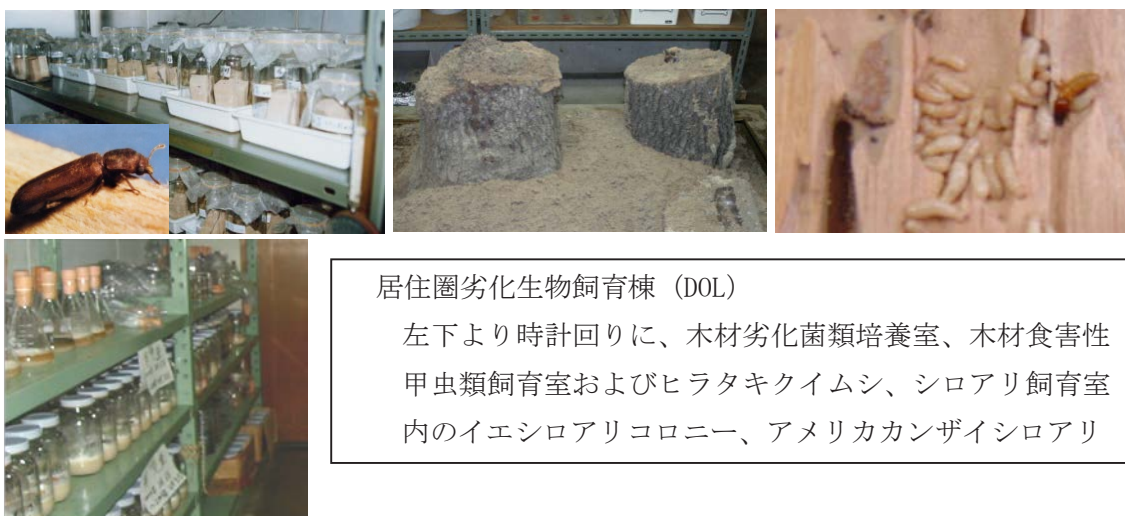 居住圏劣化生物飼育棟 (DOL)
左下より時計回りに、木材劣化菌類培養室、木材食害性
甲虫類飼育室およびヒラタキクイムシ、シロアリ飼育室
内のイエシロアリコロニー、アメリカカンザイシロアリ